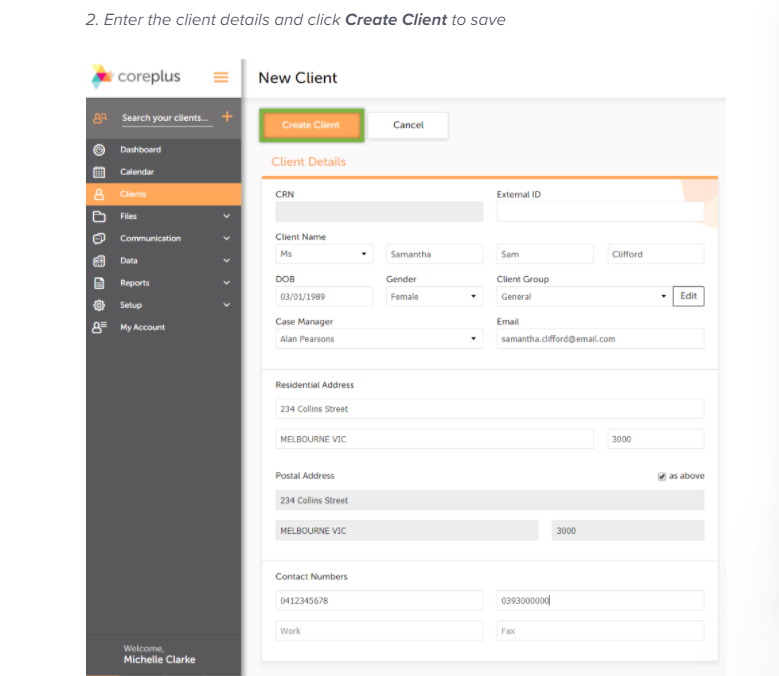 2. Enter the client details and click Create Client to save
coreplus
New Client
Search your clients... +
Create Client
Cancel
Dashboard
Calendar
Clients
Files
Communication
Data
Reports
Setup
My Account
Client Details
CRN
External ID
Client Name
Ms
Samantha
Sam
Clifford
DOB
Gender
Client Group
03/01/1989
Female
General
Edit
Case Manager
Email
Alan Pearsons
samantha.clifford@email.com
Residential Address
234 Collins Street
MELBOURNE VIC
3000
Postal Address
as above
234 Collins Street
MELBOURNE VIC
3000
Contact Numbers
0412345678
0393000000
Work
Fax
Welcome,
Michelle Clarke